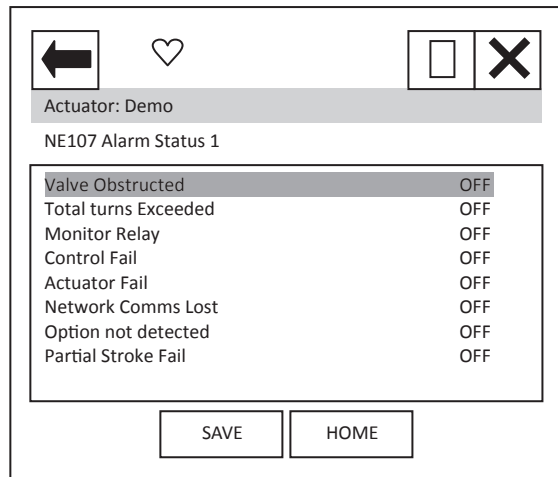 Actuator: Demo
NE107 Alarm Status 1
Valve Obstructed OFF
Total turns Exceeded OFF
Monitor Relay OFF
Control Fail OFF
Actuator Fail OFF
Network Comms Lost OFF
Option not detected OFF
Partial Stroke Fail OFF
SAVE HOME